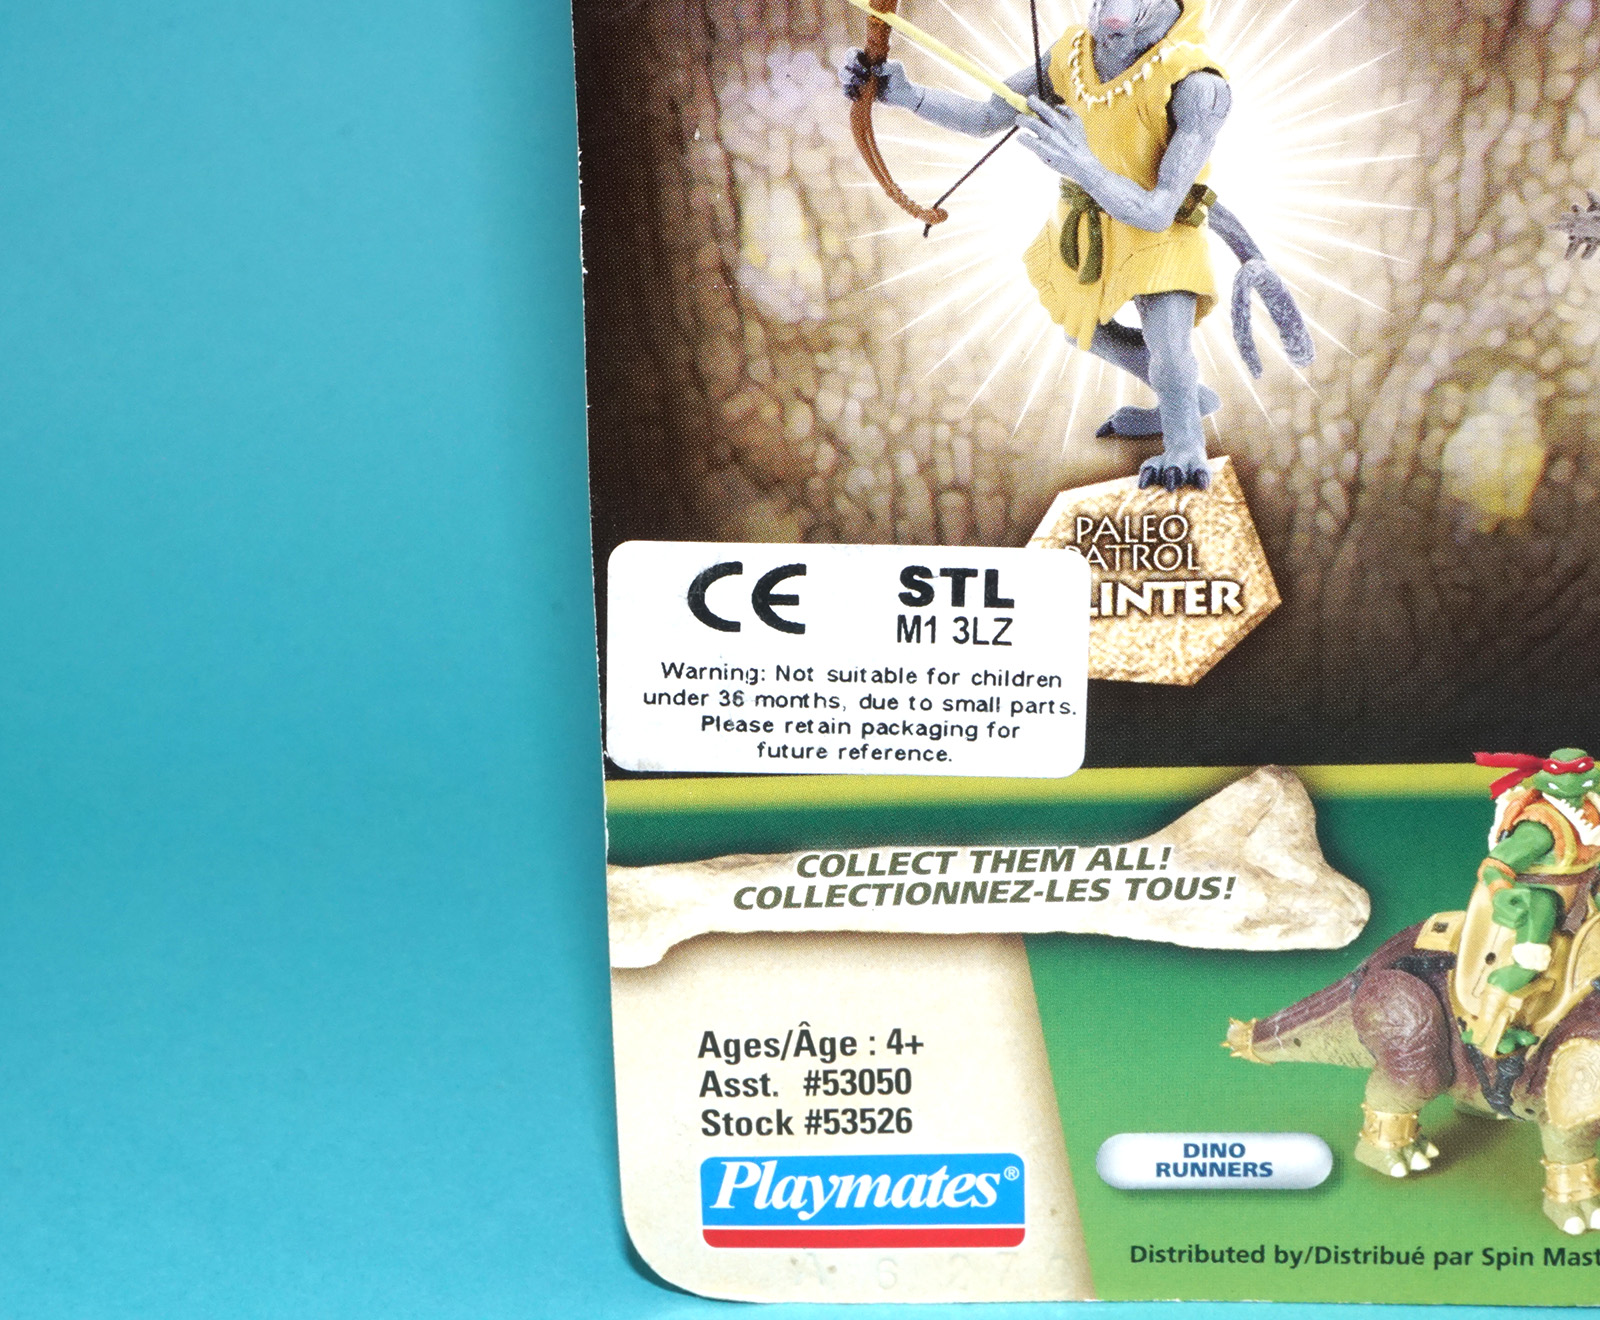 PALEO
PATROL
LINTER
CE STL
M1 3LZ
Warning: Not suitable for children
under 36 months, due to small parts.
Please retain packaging for
future reference.
COLLECT THEM ALL!
COLLECTIONNEZ-LES TOUS!
Ages/Âge : 4+
Asst. #53050
Stock #53526
Playmates®
DINO
RUNNERS
Distributed by/Distribué par Spin Mast